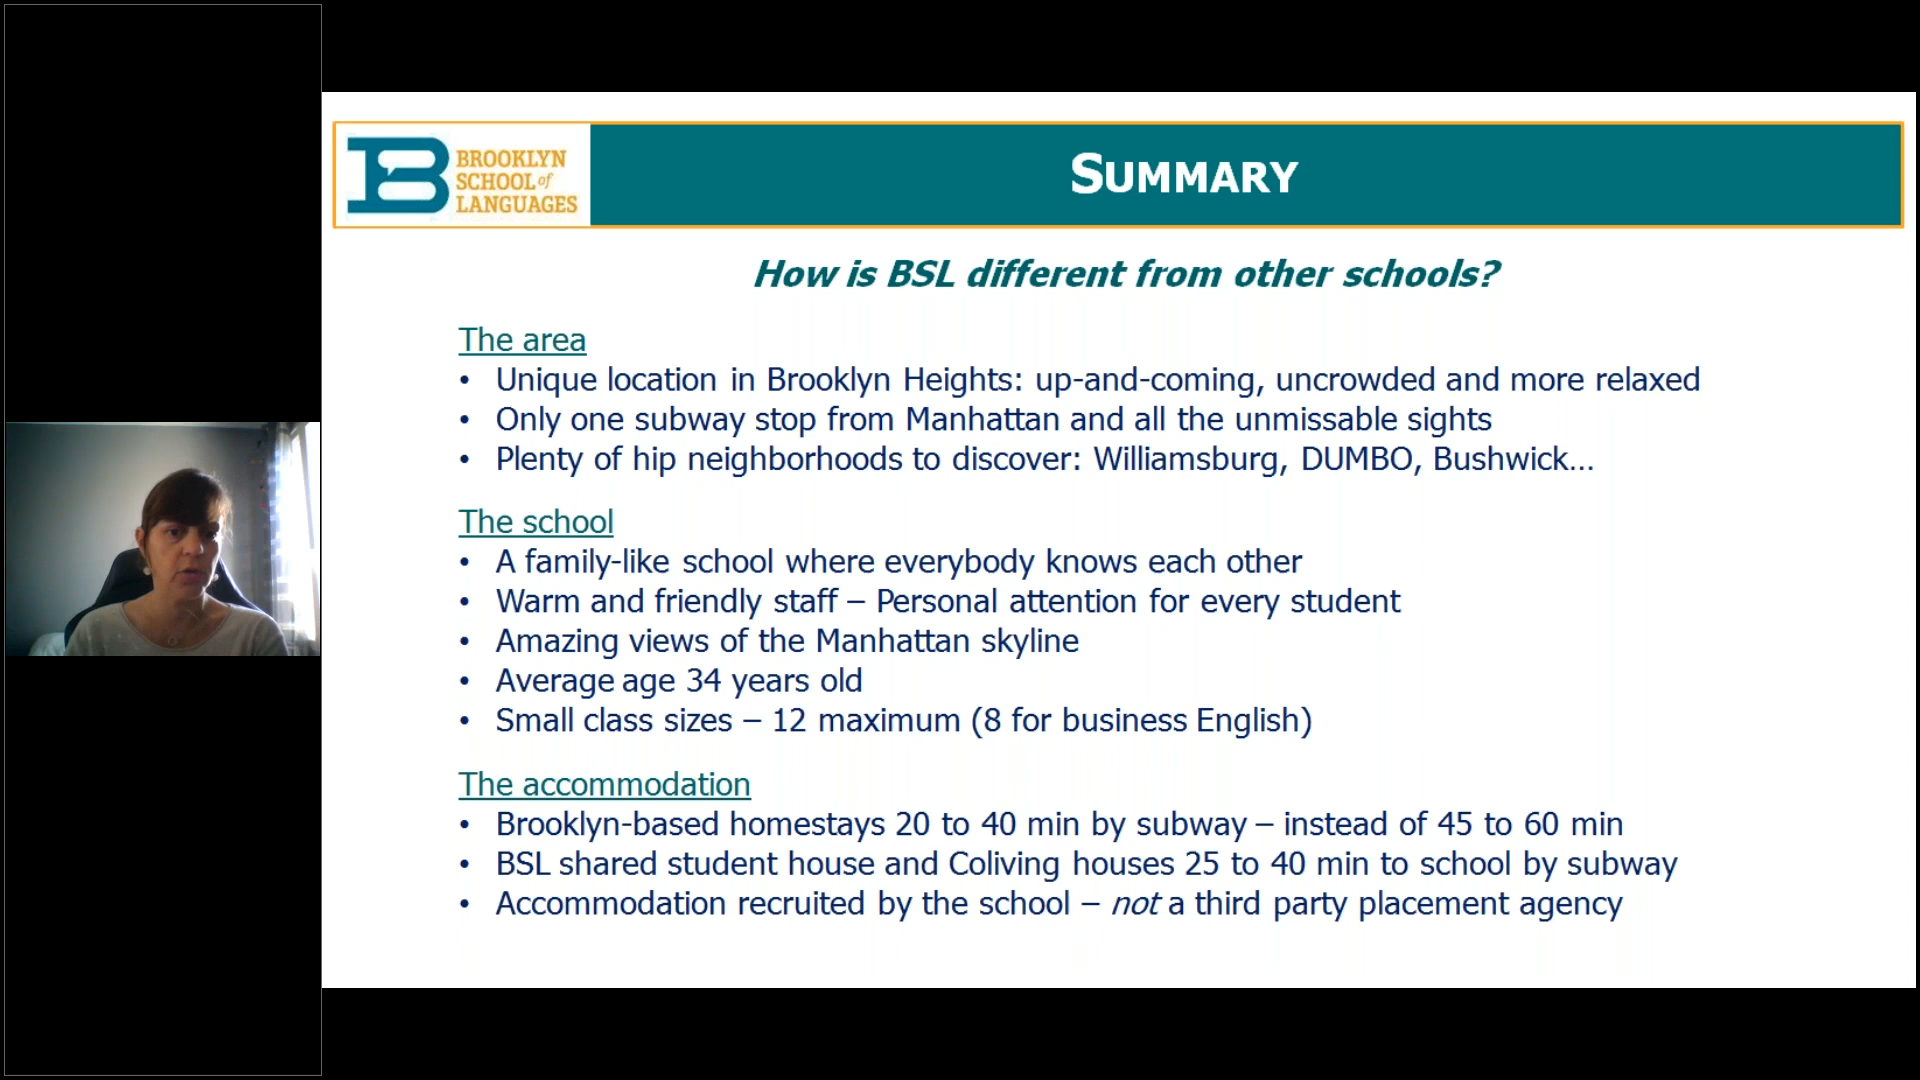 BROOKLYN
SCHOOL of
LANGUAGES
SUMMARY
How is BSL different from other schools?
The area
• Unique location in Brooklyn Heights: up-and-coming, uncrowded and more relaxed
• Only one subway stop from Manhattan and all the unmissable sights
• Plenty of hip neighborhoods to discover: Williamsburg, DUMBO, Bushwick...
The school
• A family-like school where everybody knows each other
• Warm and friendly staff – Personal attention for every student
• Amazing views of the Manhattan skyline
• Average age 34 years old
• Small class sizes – 12 maximum (8 for business English)
The accommodation
• Brooklyn-based homestays 20 to 40 min by subway – instead of 45 to 60 min
• BSL shared student house and Coliving houses 25 to 40 min to school by subway
• Accommodation recruited by the school – not a third party placement agency